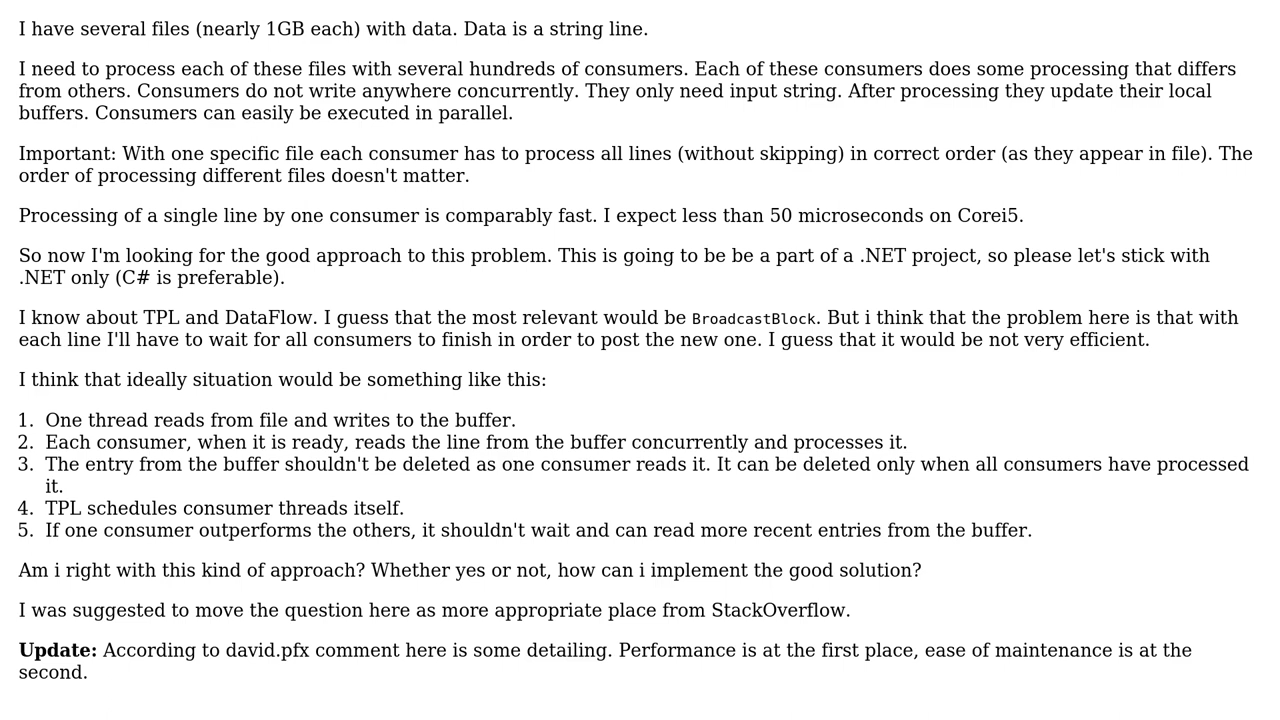 I have several files (nearly 1GB each) with data. Data is a string line.
I need to process each of these files with several hundreds of consumers. Each of these consumers does some processing that differs
from others. Consumers do not write anywhere concurrently. They only need input string. After processing they update their local
buffers. Consumers can easily be executed in parallel.
Important: With one specific file each consumer has to process all lines (without skipping) in correct order (as they appear in file). The
order of processing different files doesn't matter.
Processing of a single line by one consumer is comparably fast. I expect less than 50 microseconds on Corei5.
So now I'm looking for the good approach to this problem. This is going to be be a part of a .NET project, so please let's stick with
.NET only (C# is preferable).
I know about TPL and DataFlow. I guess that the most relevant would be BroadcastBlock. But i think that the problem here is that with
each line I'll have to wait for all consumers to finish in order to post the new one. I guess that it would be not very efficient.
I think that ideally situation would be something like this:
1. One thread reads from file and writes to the buffer.
2. Each consumer, when it is ready, reads the line from the buffer concurrently and processes it.
3. The entry from the buffer shouldn't be deleted as one consumer reads it. It can be deleted only when all consumers have processed
it.
4. TPL schedules consumer threads itself.
5. If one consumer outperforms the others, it shouldn't wait and can read more recent entries from the buffer.
Am i right with this kind of approach? Whether yes or not, how can i implement the good solution?
I was suggested to move the question here as more appropriate place from StackOverflow.
Update: According to david.pfx comment here is some detailing. Performance is at the first place, ease of maintenance is at the
second.